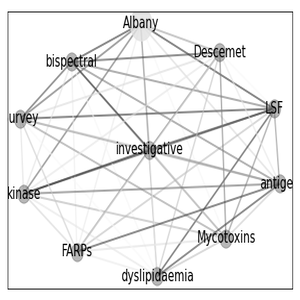 Albany
Descemet
bispectral
LSF
urvey
investigative
kinase
antige
Mycotoxins
FARPs
dyslipidaemia